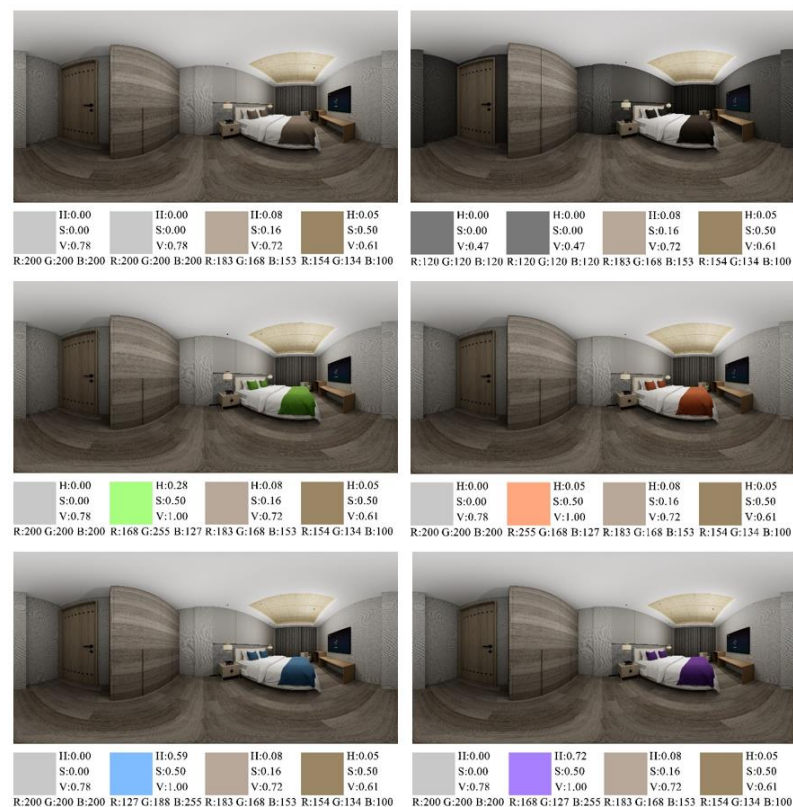 H:0.00 H:0.00 H:0.08 H:0.05
S:0.00 S:0.00 S:0.16 S:0.50
V:0.78 V:0.78 V:0.72 V:0.61
R:200 G:200 B:200 R:200 G:200 B:200 R:183 G:168 B:153 R:154 G:134 B:100
H:0.00 H:0.00 H:0.08 H:0.05
S:0.00 S:0.00 S:0.16 S:0.50
V:0.47 V:0.47 V:0.72 V:0.61
R:120 G:120 B:120 R:120 G:120 B:120 R:183 G:168 B:153 R:154 G:134 B:100
H:0.00 H:0.28 H:0.08 H:0.05
S:0.00 S:0.50 S:0.16 S:0.50
V:0.78 V:1.00 V:0.72 V:0.61
R:200 G:200 B:200 R:168 G:255 B:127 R:183 G:168 B:153 R:154 G:134 B:100
H:0.00 H:0.05 H:0.08 H:0.05
S:0.00 S:0.50 S:0.16 S:0.50
V:0.78 V:1.00 V:0.72 V:0.61
R:200 G:200 B:200 R:255 G:168 B:127 R:183 G:168 B:153 R:154 G:134 B:100
H:0.00 H:0.59 H:0.08 H:0.05
S:0.00 S:0.50 S:0.16 S:0.50
V:0.78 V:1.00 V:0.72 V:0.61
R:200 G:200 B:200 R:127 G:188 B:255 R:183 G:168 B:153 R:154 G:134 B:100
H:0.00 H:0.72 H:0.08 H:0.05
S:0.00 S:0.50 S:0.16 S:0.50
V:0.78 V:1.00 V:0.72 V:0.61
R:200 G:200 B:200 R:168 G:127 B:255 R:183 G:168 B:153 R:154 G:134 B:100